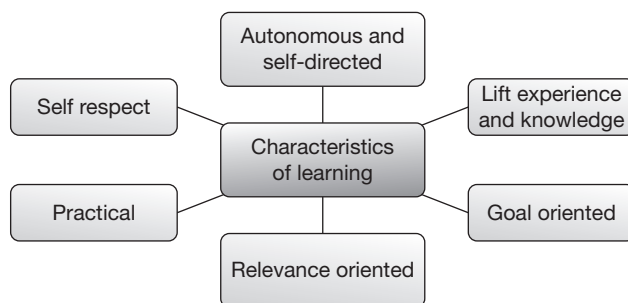 Autonomous and
self-directed
Self respect
Lift experience
and knowledge
Characteristics
of learning
Practical
Goal oriented
Relevance oriented